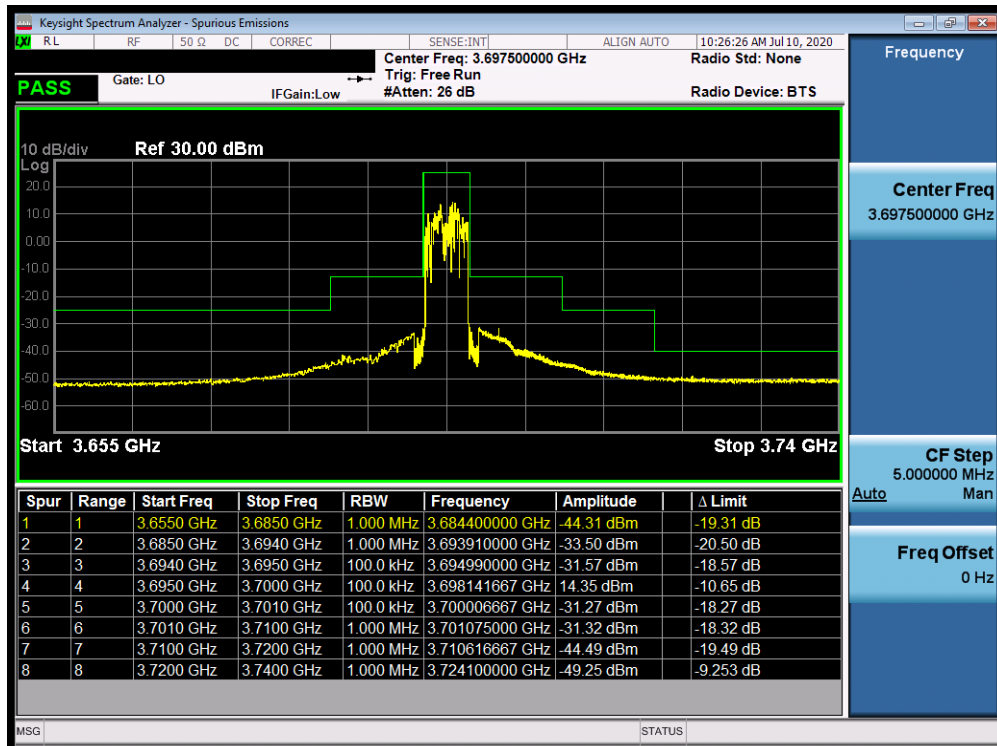 Keysight Spectrum Analyzer - Spurious Emissions
LXI RL RF 50 Ω DC CORREC SENSE:INT ALIGN AUTO 10:26:26 AM Jul 10, 2020
Center Freq: 3.697500000 GHz Radio Std: None
Trig: Free Run
PASS Gate: LO IFGain:Low #Atten: 26 dB Radio Device: BTS
10 dB/div Ref 30.00 dBm
Log
20.0
10.0
0.00
-10.0
-20.0
-30.0
-40.0
-50.0
-60.0
Start 3.655 GHz Stop 3.74 GHz
Spur Range Start Freq Stop Freq RBW Frequency Amplitude Δ Limit
1 1 3.6550 GHz 3.6850 GHz 1.000 MHz 3.684400000 GHz -44.31 dBm -19.31 dB
2 2 3.6850 GHz 3.6940 GHz 1.000 MHz 3.693910000 GHz -33.50 dBm -20.50 dB
3 3 3.6940 GHz 3.6950 GHz 100.0 kHz 3.694990000 GHz -31.57 dBm -18.57 dB
4 4 3.6950 GHz 3.7000 GHz 100.0 kHz 3.698141667 GHz 14.35 dBm -10.65 dB
5 5 3.7000 GHz 3.7010 GHz 100.0 kHz 3.700006667 GHz -31.27 dBm -18.27 dB
6 6 3.7010 GHz 3.7100 GHz 1.000 MHz 3.701075000 GHz -31.32 dBm -18.32 dB
7 7 3.7100 GHz 3.7200 GHz 1.000 MHz 3.710616667 GHz -44.49 dBm -19.49 dB
8 8 3.7200 GHz 3.7400 GHz 1.000 MHz 3.724100000 GHz -49.25 dBm -9.253 dB
MSG STATUS
Frequency
Center Freq
3.697500000 GHz
CF Step
5.000000 MHz
Auto Man
Freq Offset
0 Hz